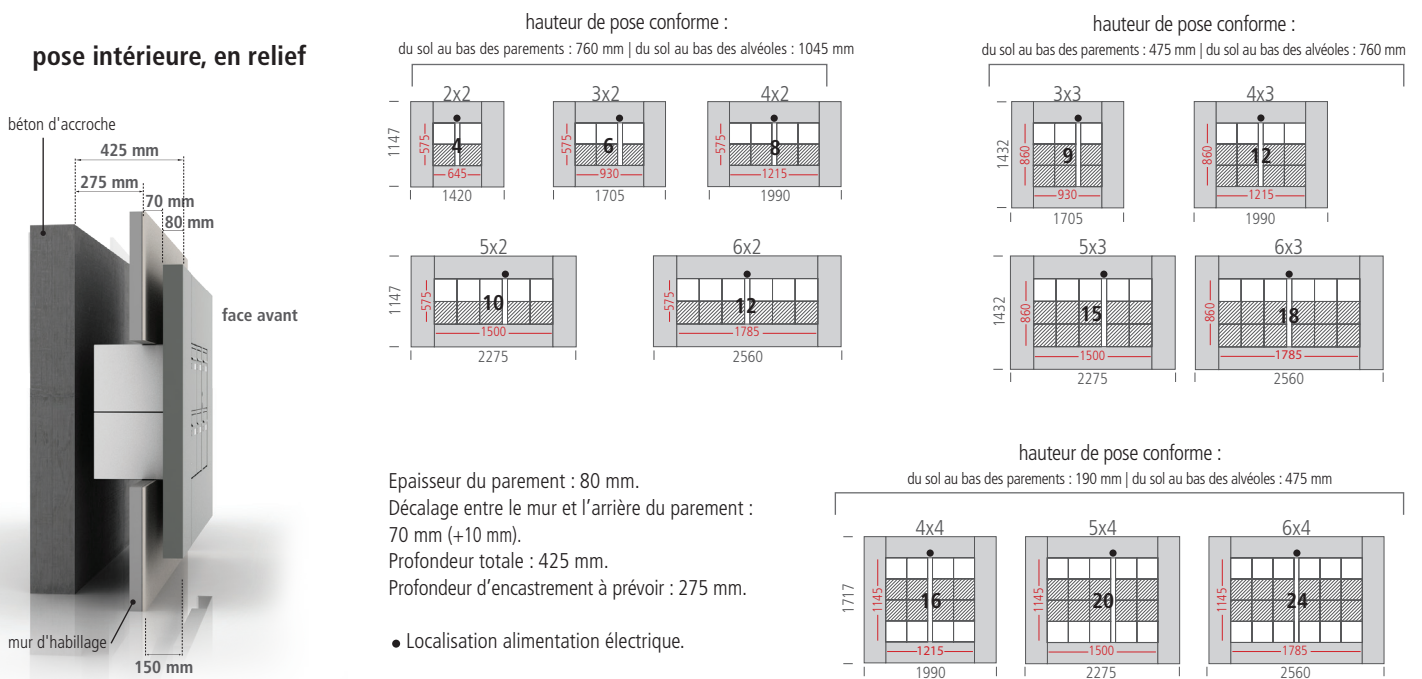 pose intérieure, en relief
béton d'accroche
425 mm
275 mm
70 mm
80 mm
face avant
mur d'habillage
150 mm
hauteur de pose conforme :
du sol au bas des parements : 760 mm | du sol au bas des alvéoles : 1045 mm
2x2
3x2
4x2
1147
575
4
645
1420
575
6
930
1705
575
8
1215
1990
5x2
6x2
1147
575
10
1500
2275
575
12
1785
2560
hauteur de pose conforme :
du sol au bas des parements : 475 mm | du sol au bas des alvéoles : 760 mm
3x3
4x3
1432
860
9
930
1705
860
12
1215
1990
5x3
6x3
1432
860
15
1500
2275
860
18
1785
2560
Epaisseur du parement : 80 mm.
Décalage entre le mur et l’arrière du parement :
70 mm (+10 mm).
Profondeur totale : 425 mm.
Profondeur d’encastrement à prévoir : 275 mm.
● Localisation alimentation électrique.
hauteur de pose conforme :
du sol au bas des parements : 190 mm | du sol au bas des alvéoles : 475 mm
4x4
5x4
6x4
1717
1145
16
1215
1990
1145
20
1500
2275
1145
24
1785
2560